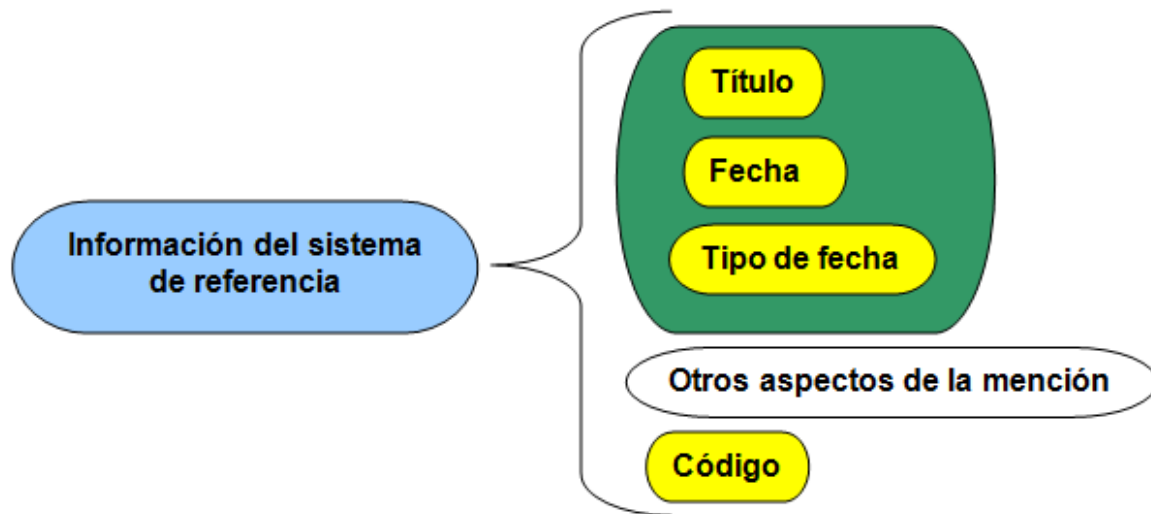 Título
Fecha
Información del sistema
de referencia
Tipo de fecha
Otros aspectos de la mención
Código